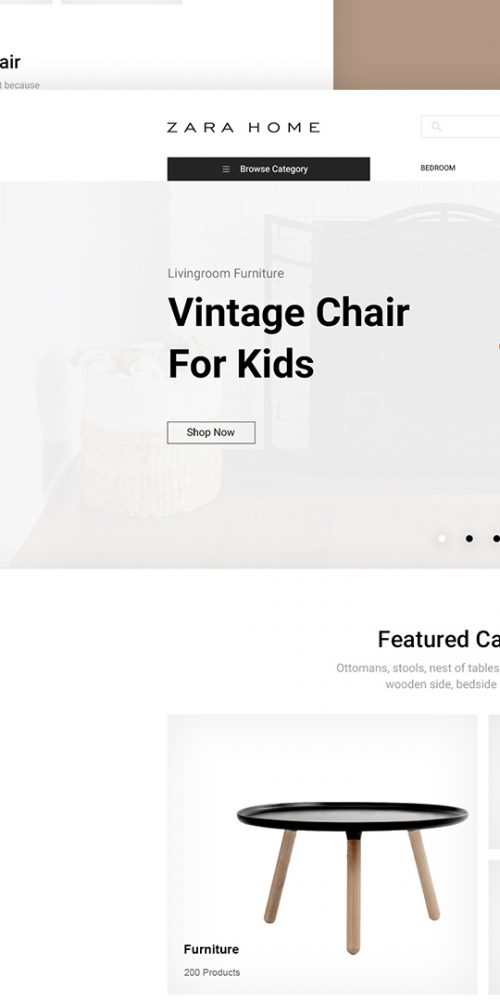 air
t because
ZARA HOME
Browse Category
BEDROOM
Livingroom Furniture
Vintage Chair
For Kids
Shop Now
Featured Ca
Ottomans, stools, nest of tables
wooden side, bedside
Furniture
200 Products